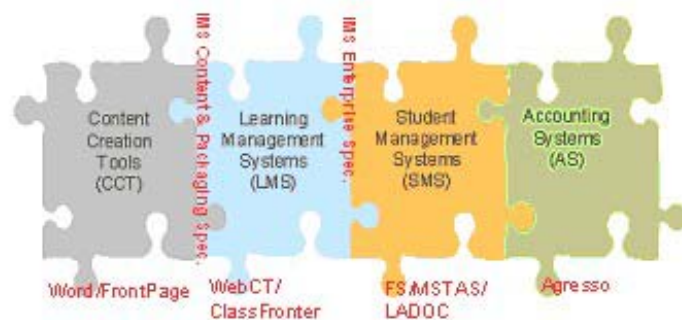 IMS Content & Packaging Spec.
IMS Enterprise Spec.
Content
Creation
Tools
(CCT)
Learning
Management
Systems
(LMS)
Student
Management
Systems
(SMS)
Accounting
Systems
(AS)
Word/FrontPage
WebCT/
ClassFronter
FS/MSTAS/
LADOC
Agresso